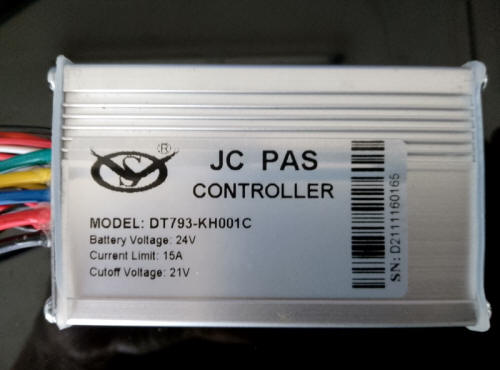 S ®
JC PAS
CONTROLLER
MODEL: DT793-KH001C
Battery Voltage: 24V
Current Limit: 15A
Cutoff Voltage: 21V
SN: D2111160165